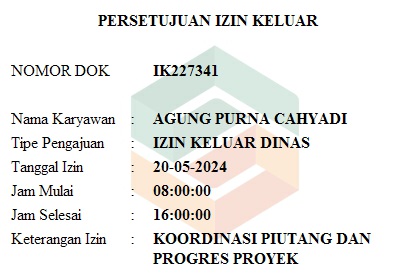 PERSETUJUAN IZIN KELUAR
NOMOR DOK IK227341
Nama Karyawan : AGUNG PURNA CAHYADI
Tipe Pengajuan : IZIN KELUAR DINAS
Tanggal Izin : 20-05-2024
Jam Mulai : 08:00:00
Jam Selesai : 16:00:00
Keterangan Izin : KOORDINASI PIUTANG DAN
PROGRES PROYEK